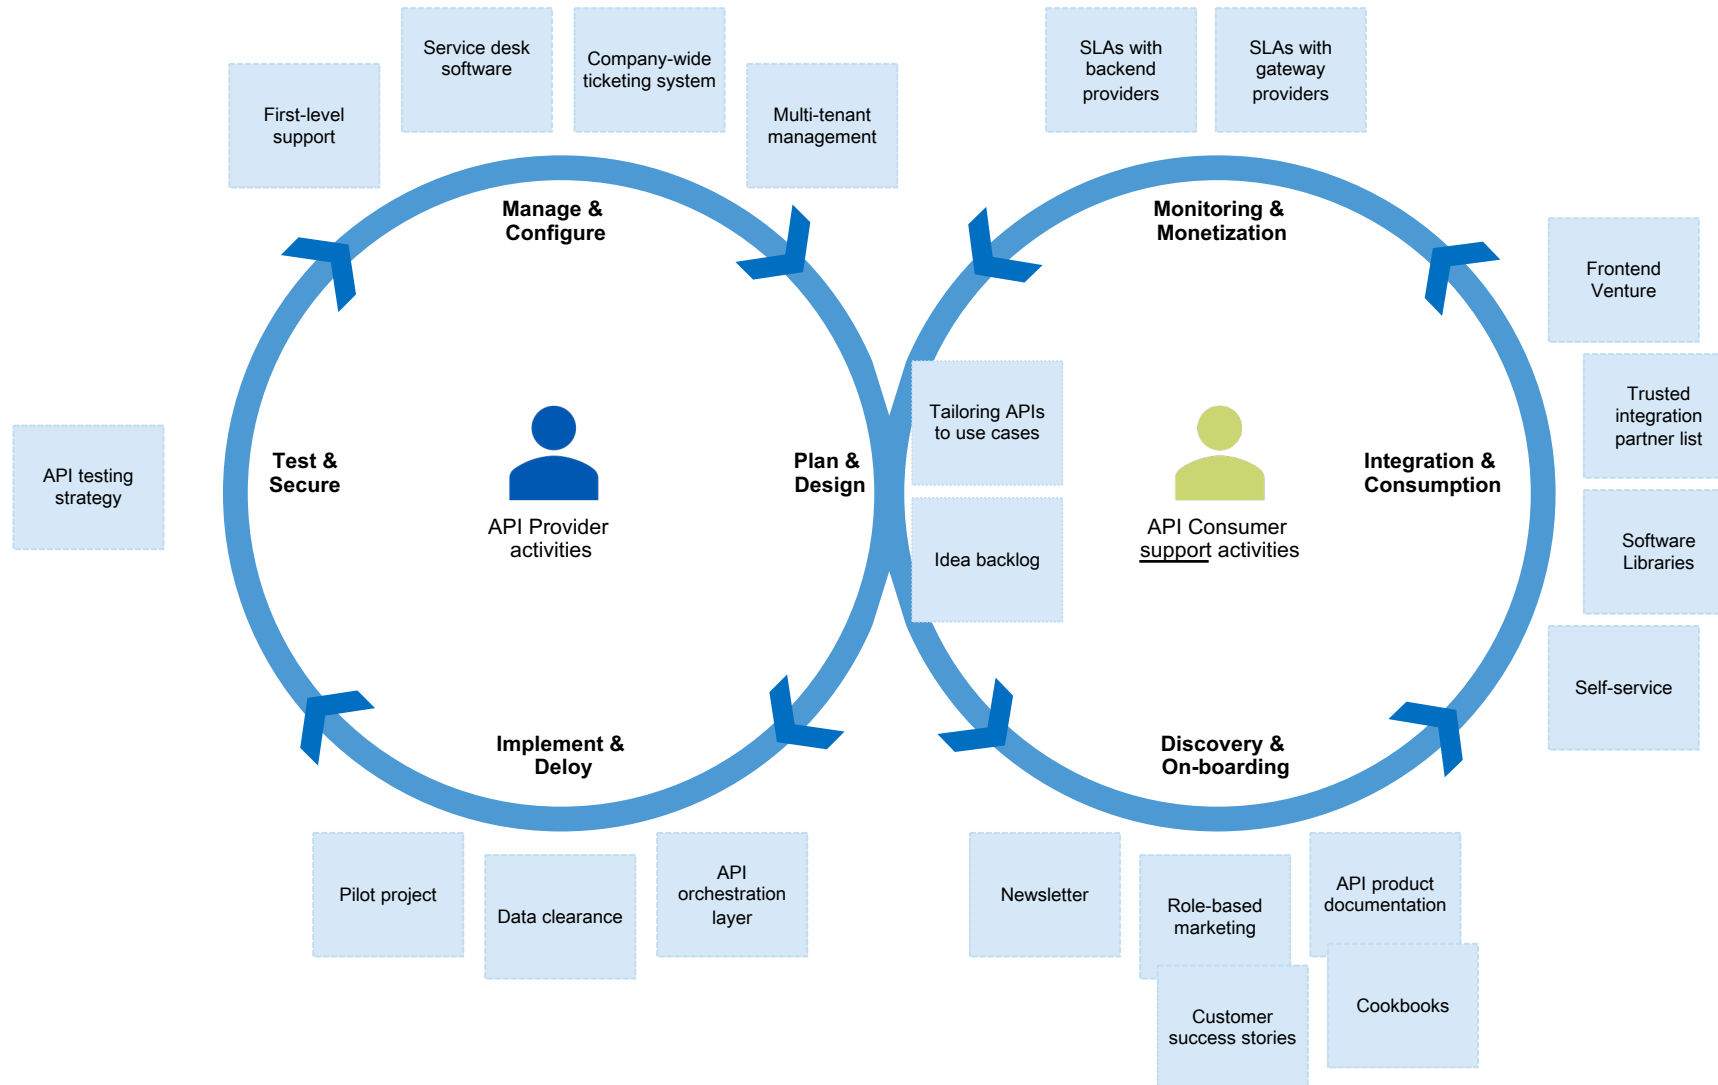 Service desk
software
Company-wide
ticketing system
First-level
support
Multi-tenant
management
SLAs with
backend
providers
SLAs with
gateway
providers
Manage &
Configure
Monitoring &
Monetization
Frontend
Venture
Trusted
integration
partner list
API testing
strategy
Test &
Secure
API Provider
activities
Plan &
Design
Tailoring APIs
to use cases
Idea backlog
API Consumer
support activities
Integration &
Consumption
Software
Libraries
Self-service
Implement &
Deloy
Discovery &
On-boarding
Pilot project
Data clearance
API
orchestration
layer
Newsletter
Role-based
marketing
API product
documentation
Customer
success stories
Cookbooks